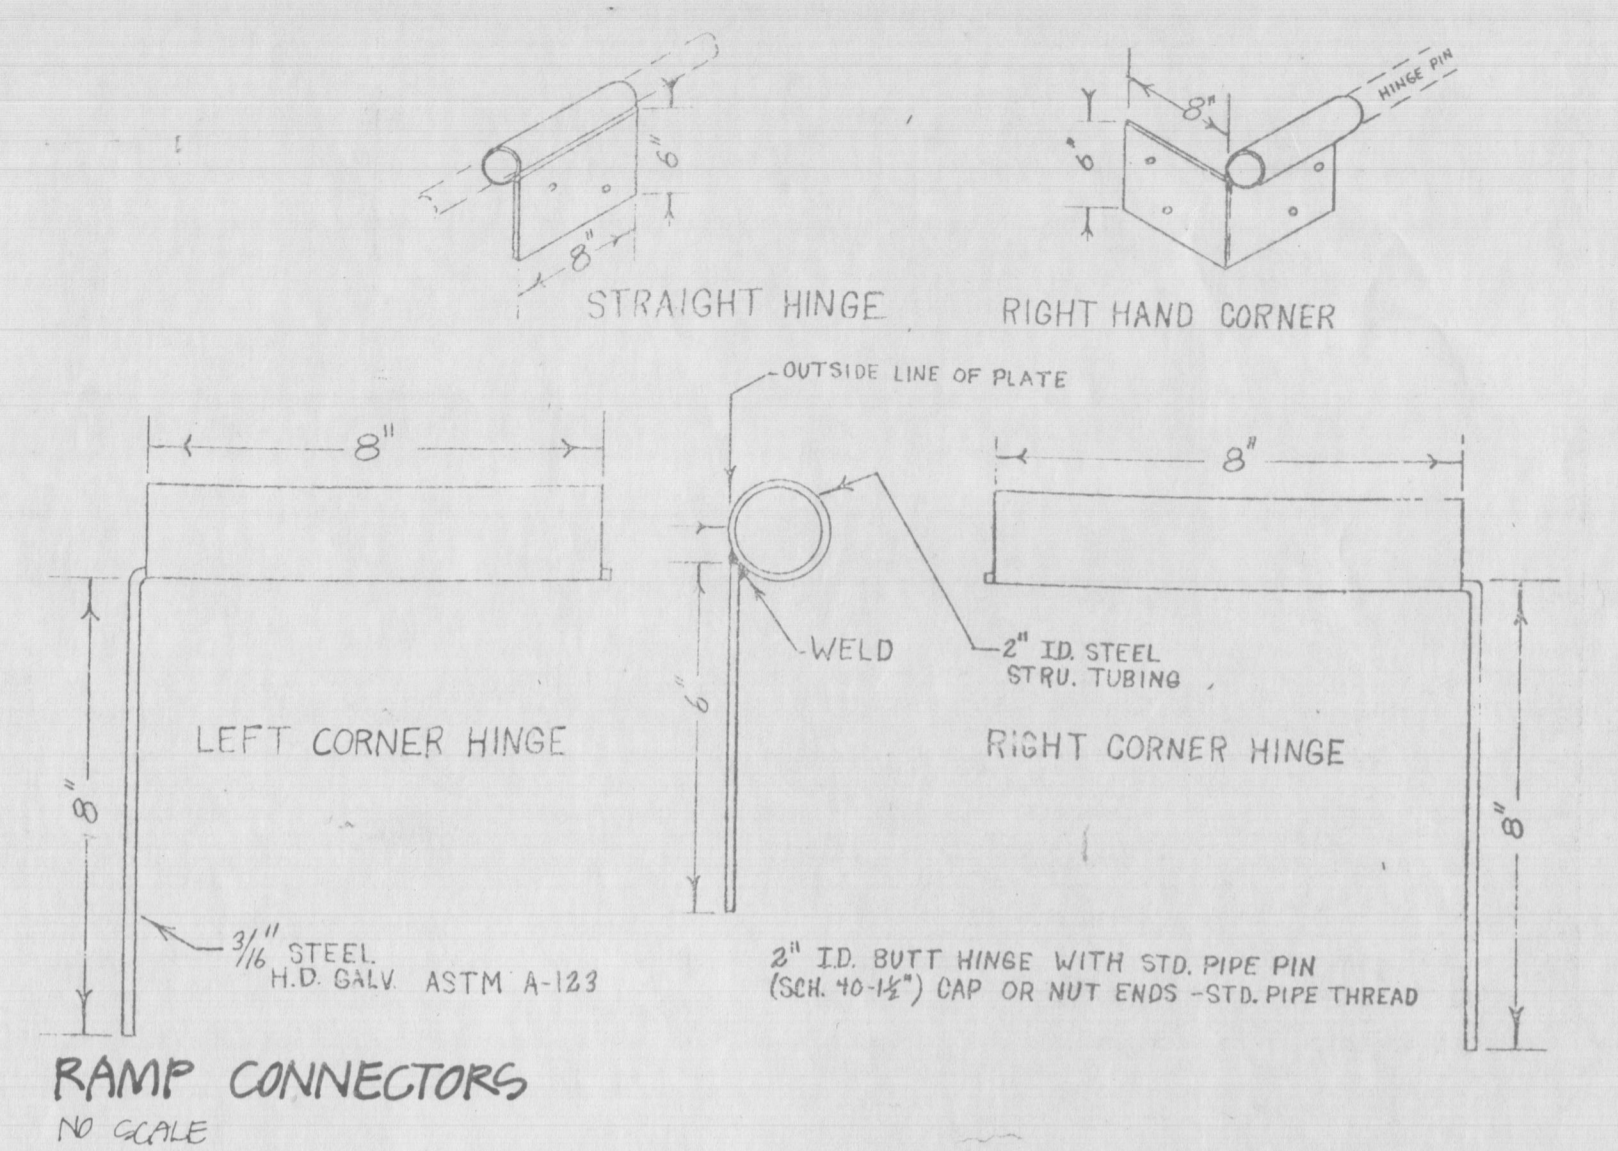 HINGE PIN
8"
6"
6"
8"
STRAIGHT HINGE
RIGHT HAND CORNER
OUTSIDE LINE OF PLATE
8"
8"
WELD
2" I.D. STEEL
STRU. TUBING
6"
LEFT CORNER HINGE
RIGHT CORNER HINGE
8"
8"
3/16" STEEL
H.D. GALV. ASTM A-123
2" I.D. BUTT HINGE WITH STD. PIPE PIN
(SCH. 40-1½") CAP OR NUT ENDS -STD. PIPE THREAD
RAMP CONNECTORS
NO SCALE